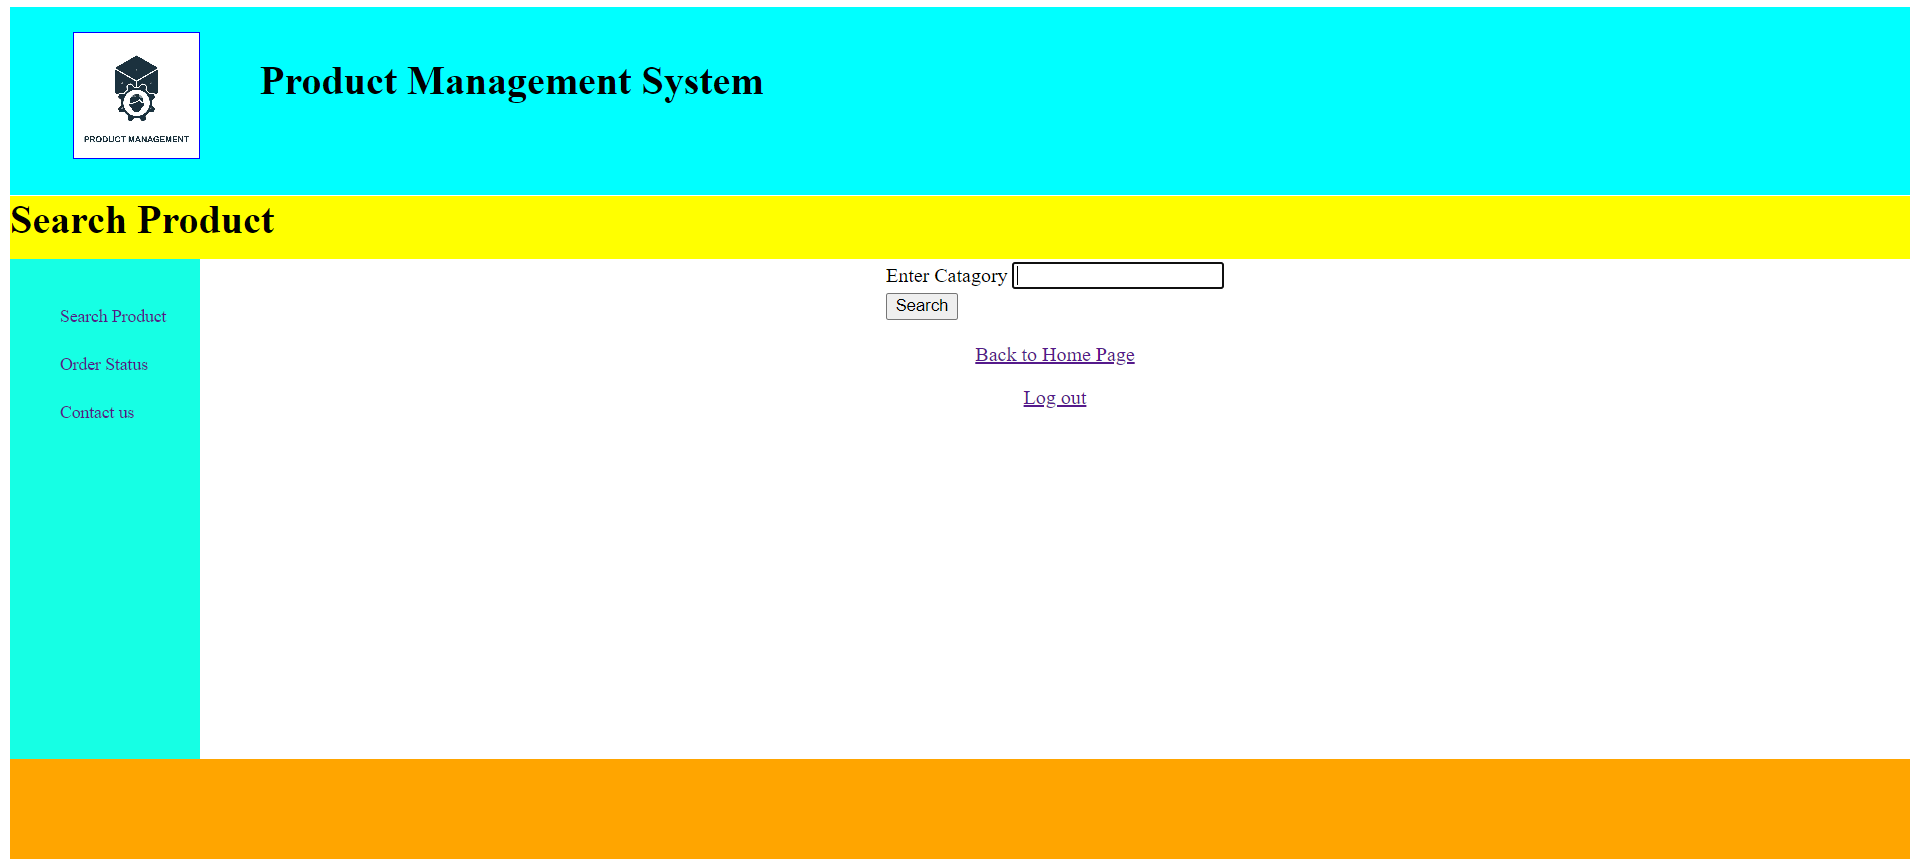 PRODUCT MANAGEMENT
Product Management System
Search Product
Search Product
Order Status
Contact us
Enter Catagory
Search
Back to Home Page
Log out